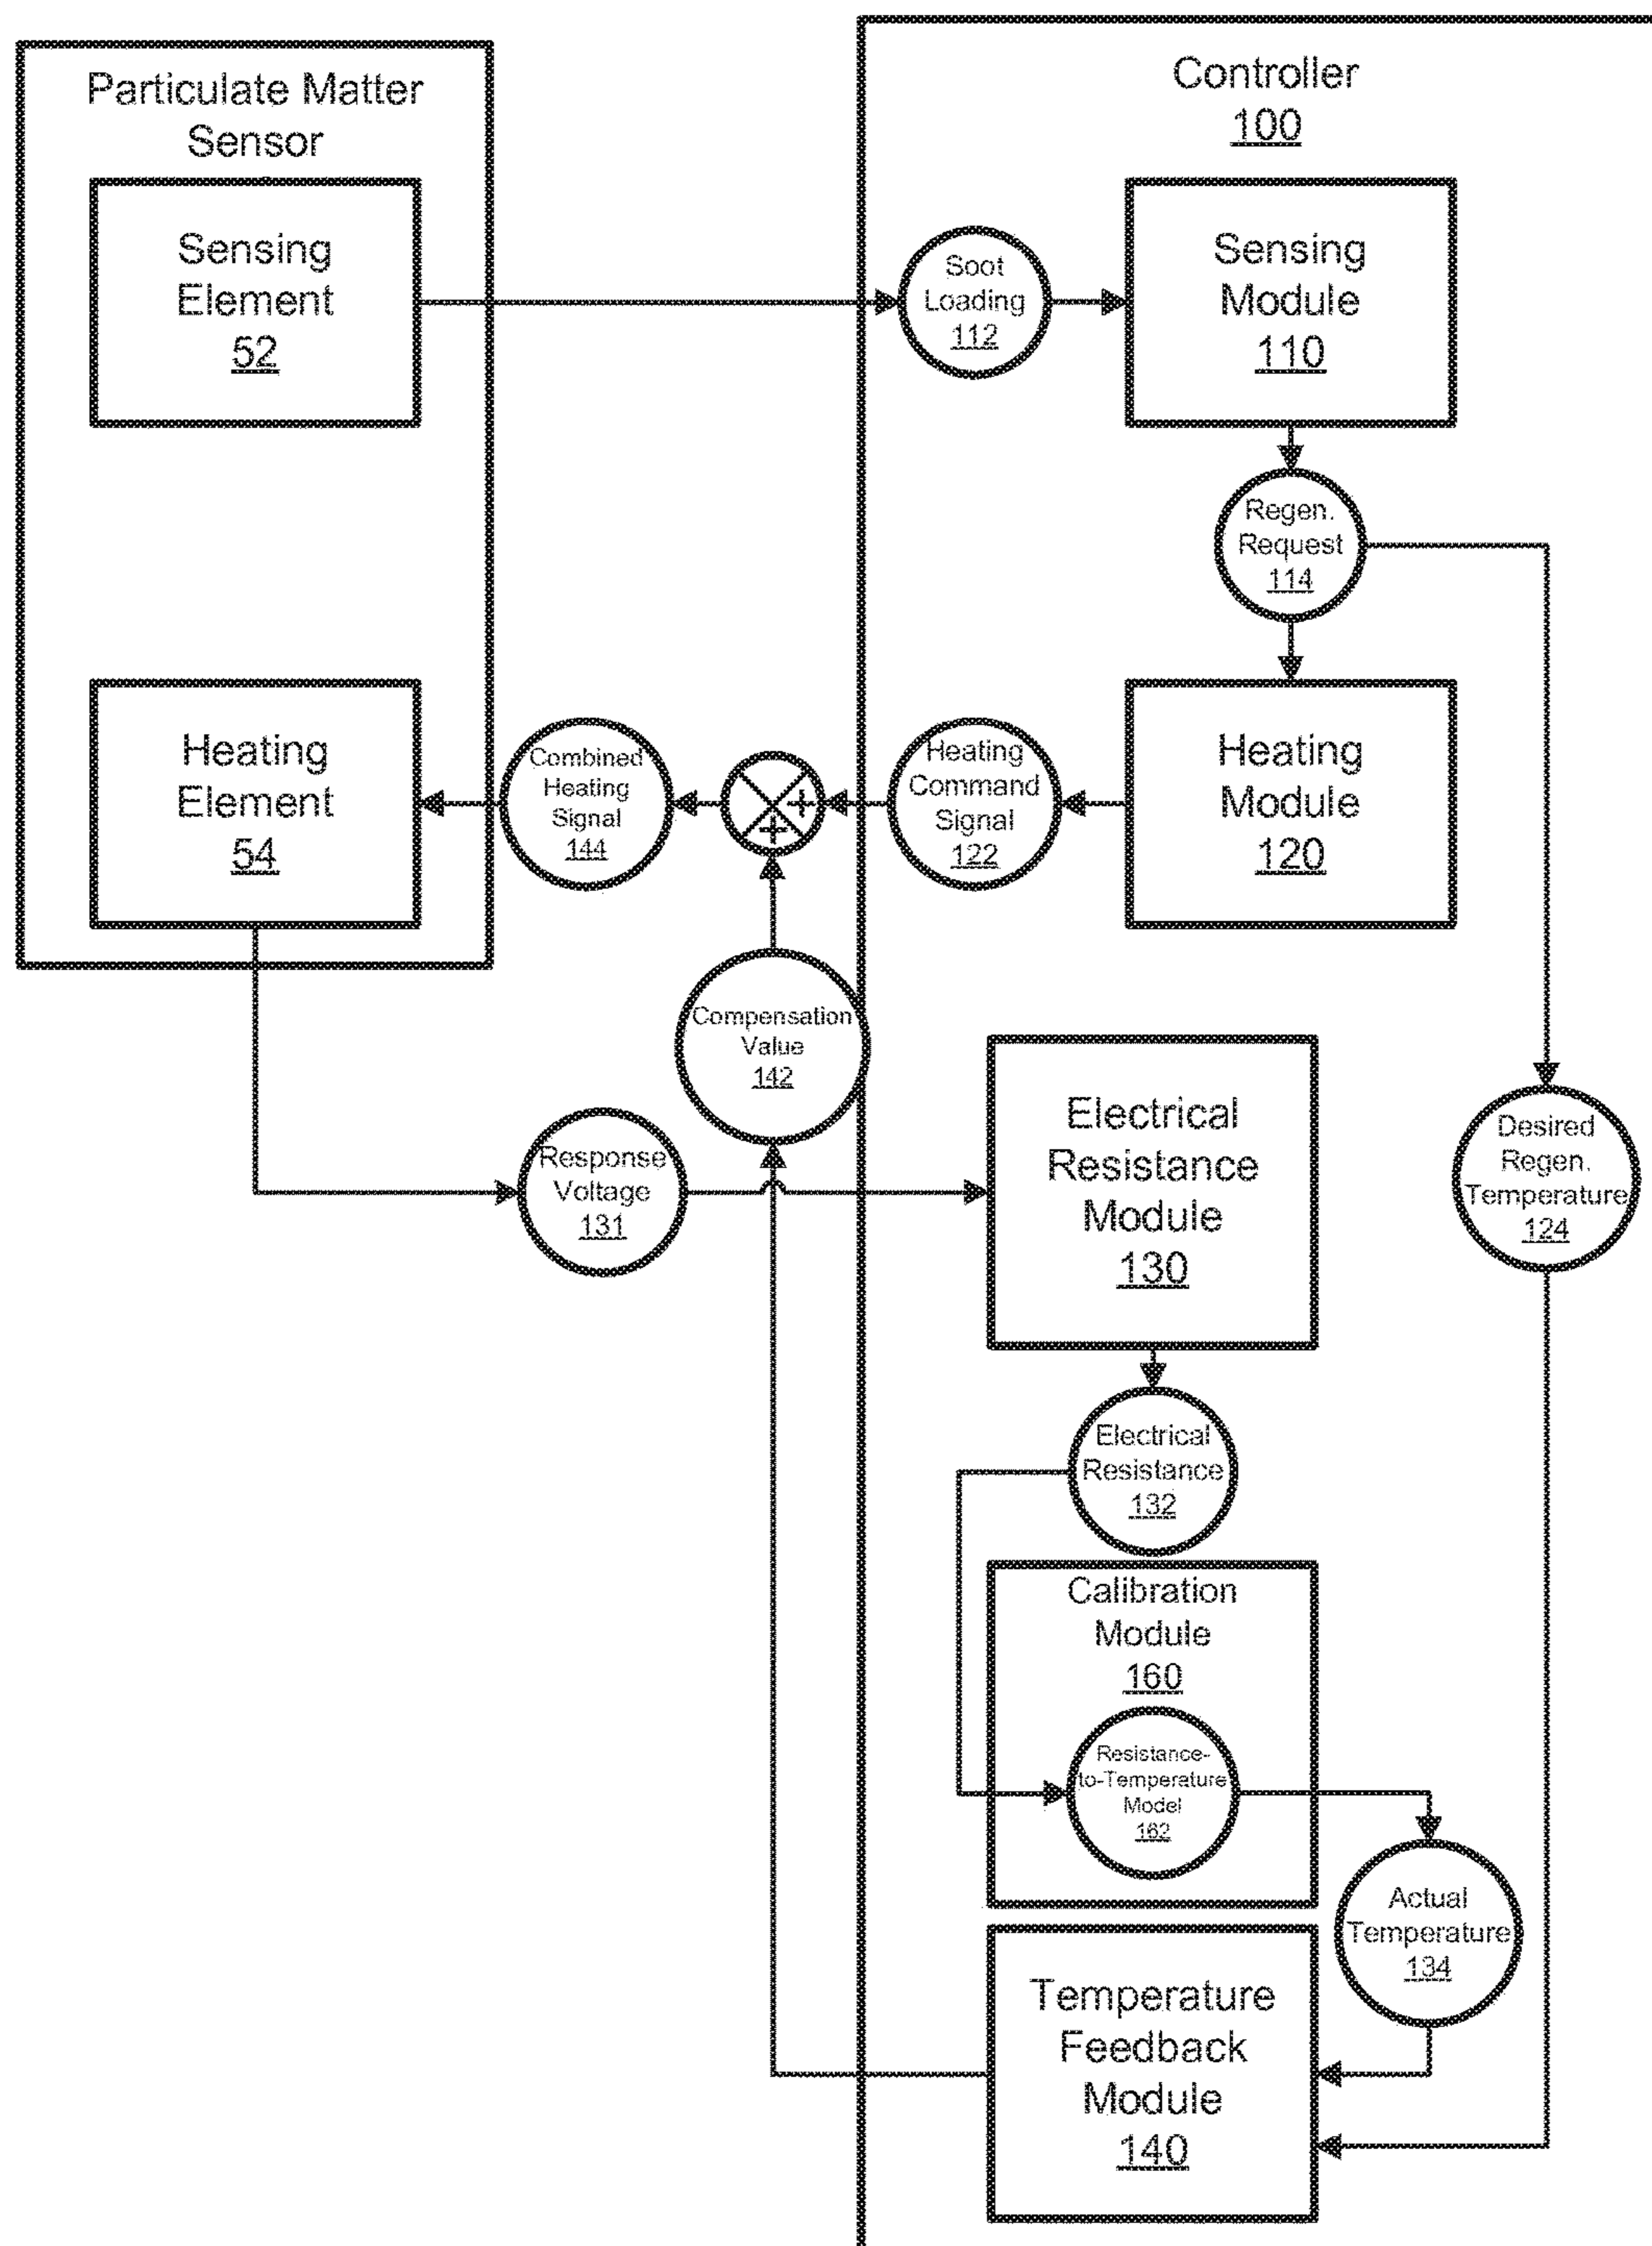 Particulate Matter
Sensor
Controller
100
Sensing
Element
52
Soot
Loading
112
Sensing
Module
110
Regen.
Request
114
Heating
Element
54
Combined
Heating
Signal
144
+
+
Heating
Command
Signal
122
Heating
Module
120
Compensation
Value
142
Response
Voltage
131
Electrical
Resistance
Module
130
Desired
Regen.
Temperature
124
Electrical
Resistance
132
Calibration
Module
160
Resistance-
to-Temperature
Model
162
Actual
Temperature
134
Temperature
Feedback
Module
140